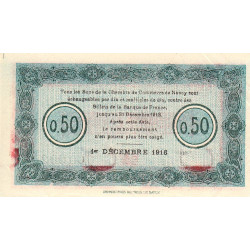 Tous les Bons de la Chambre de Commerce de Nancy sont
échangeables par dix et multiples de dix, contre des
Billets de la Banque de France,
jusqu'au 31 Décembre 1918.
Après cette date,
le remboursement
n'en pourra plus être exigé.
0,50
0,50
1er DÉCEMBRE 1916